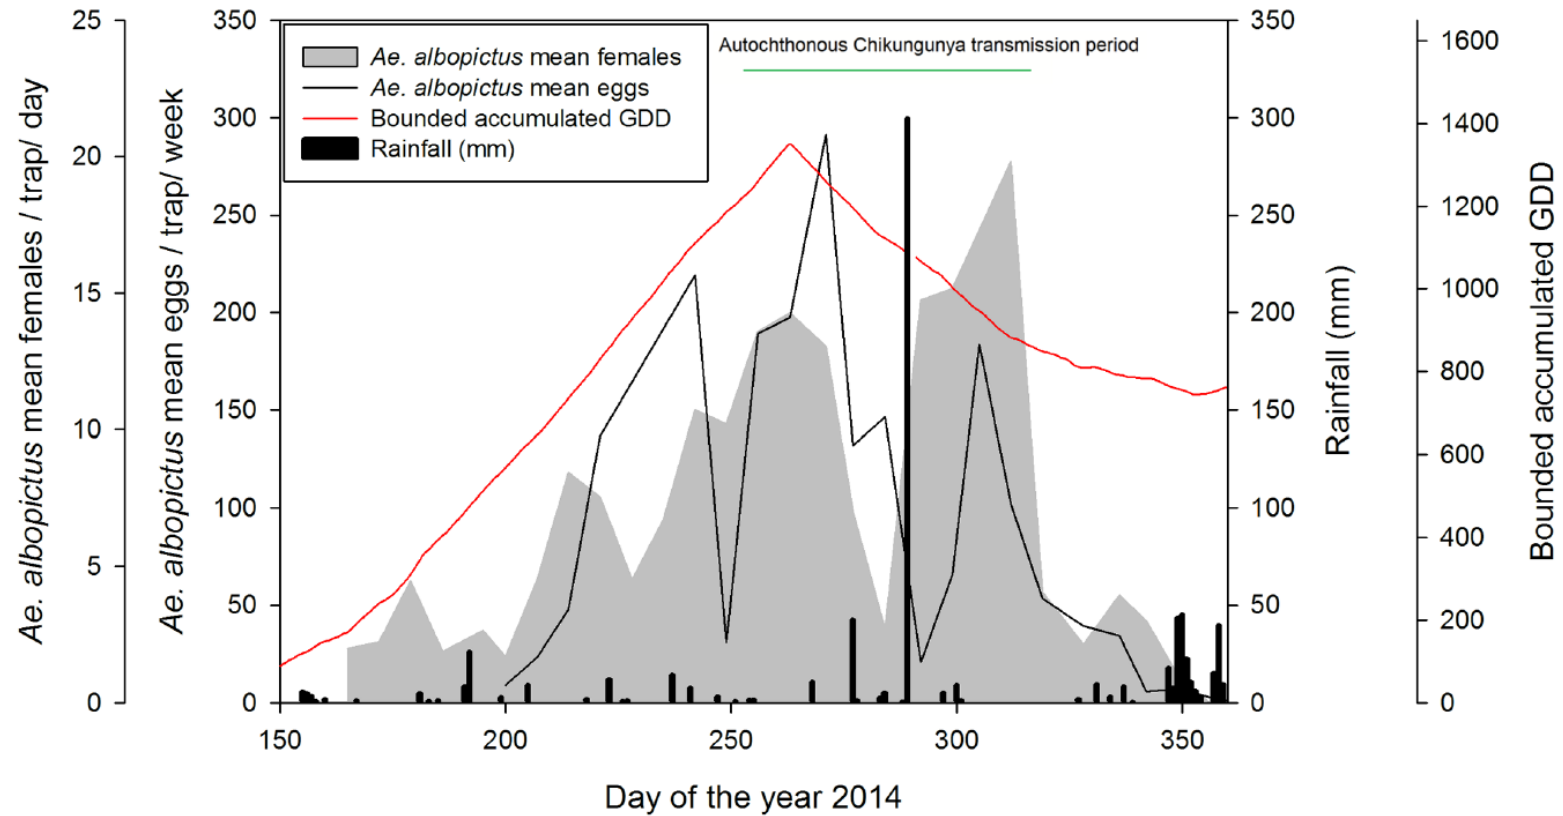 Ae. albopictus mean females / trap/ day
25
20
15
10
5
0
Ae. albopictus mean eggs / trap/ week
350
300
250
200
150
100
50
0
Ae. albopictus mean females
Ae. albopictus mean eggs
Bounded accumulated GDD
Rainfall (mm)
Autochthonous Chikungunya transmission period
350
300
250
200
150
100
50
0
Rainfall (mm)
1600
1400
1200
1000
800
600
400
200
0
Bounded accumulated GDD
150 200 250 300 350
Day of the year 2014